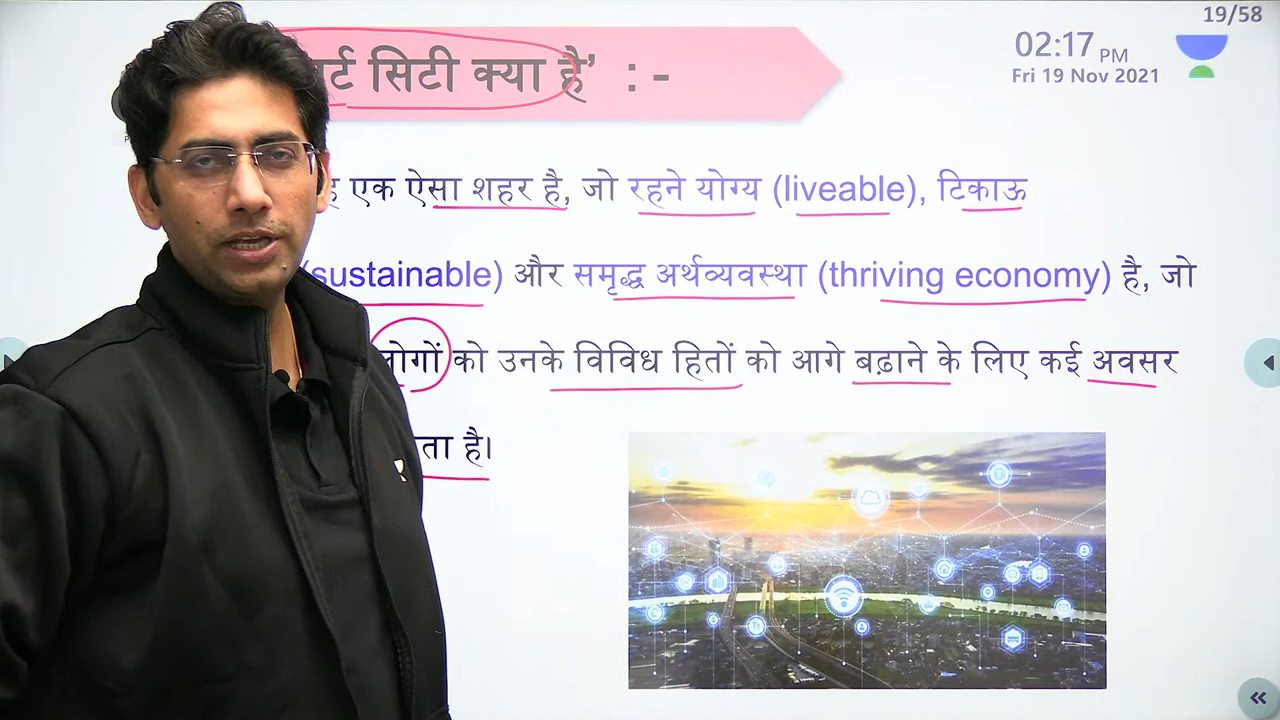 19/58
02:17 PM
Fri 19 Nov 2021
सिटी क्या है’ : -
एक ऐसा शहर है, जो रहने योग्य (liveable), टिकाऊ
(sustainable) और समृद्ध अर्थव्यवस्था (thriving economy) है, जो
लोगों को उनके विविध हितों को आगे बढ़ाने के लिए कई अवसर
है।